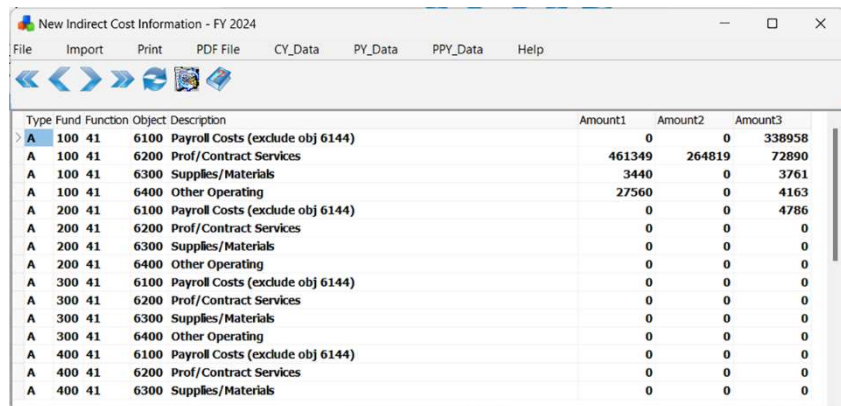 New Indirect Cost Information - FY 2024
File Import Print PDF File CY_Data PY_Data PPY_Data Help
Type Fund Function Object Description Amount1 Amount2 Amount3
A 100 41 6100 Payroll Costs (exclude obj 6144) 0 0 338958
A 100 41 6200 Prof/Contract Services 461349 264819 72890
A 100 41 6300 Supplies/Materials 3440 0 3761
A 100 41 6400 Other Operating 27560 0 4163
A 200 41 6100 Payroll Costs (exclude obj 6144) 0 0 4786
A 200 41 6200 Prof/Contract Services 0 0 0
A 200 41 6300 Supplies/Materials 0 0 0
A 200 41 6400 Other Operating 0 0 0
A 300 41 6100 Payroll Costs (exclude obj 6144) 0 0 0
A 300 41 6200 Prof/Contract Services 0 0 0
A 300 41 6300 Supplies/Materials 0 0 0
A 300 41 6400 Other Operating 0 0 0
A 400 41 6100 Payroll Costs (exclude obj 6144) 0 0 0
A 400 41 6200 Prof/Contract Services 0 0 0
A 400 41 6300 Supplies/Materials 0 0 0